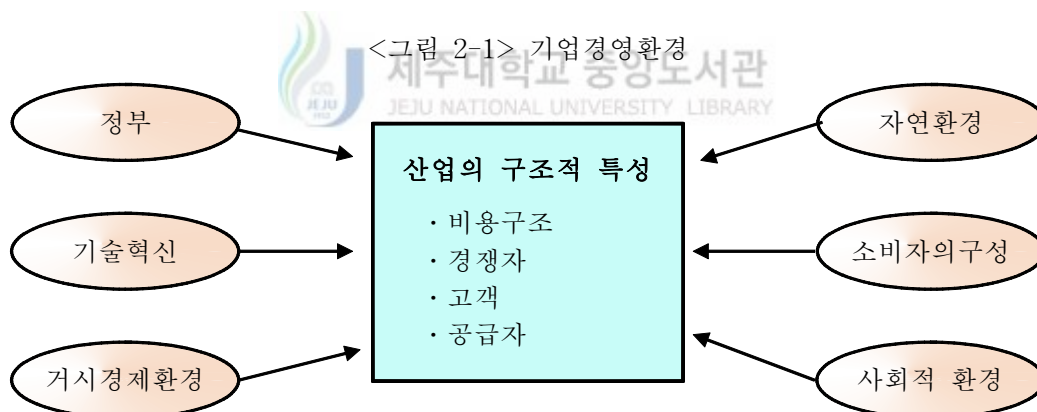 <그림 2-1> 기업경영환경
제주대학교 중앙도서관
JEJU NATIONAL UNIVERSITY LIBRARY
JEJU
1952
정부
자연환경
산업의 구조적 특성
· 비용구조
· 경쟁자
· 고객
· 공급자
기술혁신
소비자의구성
거시경제환경
사회적 환경